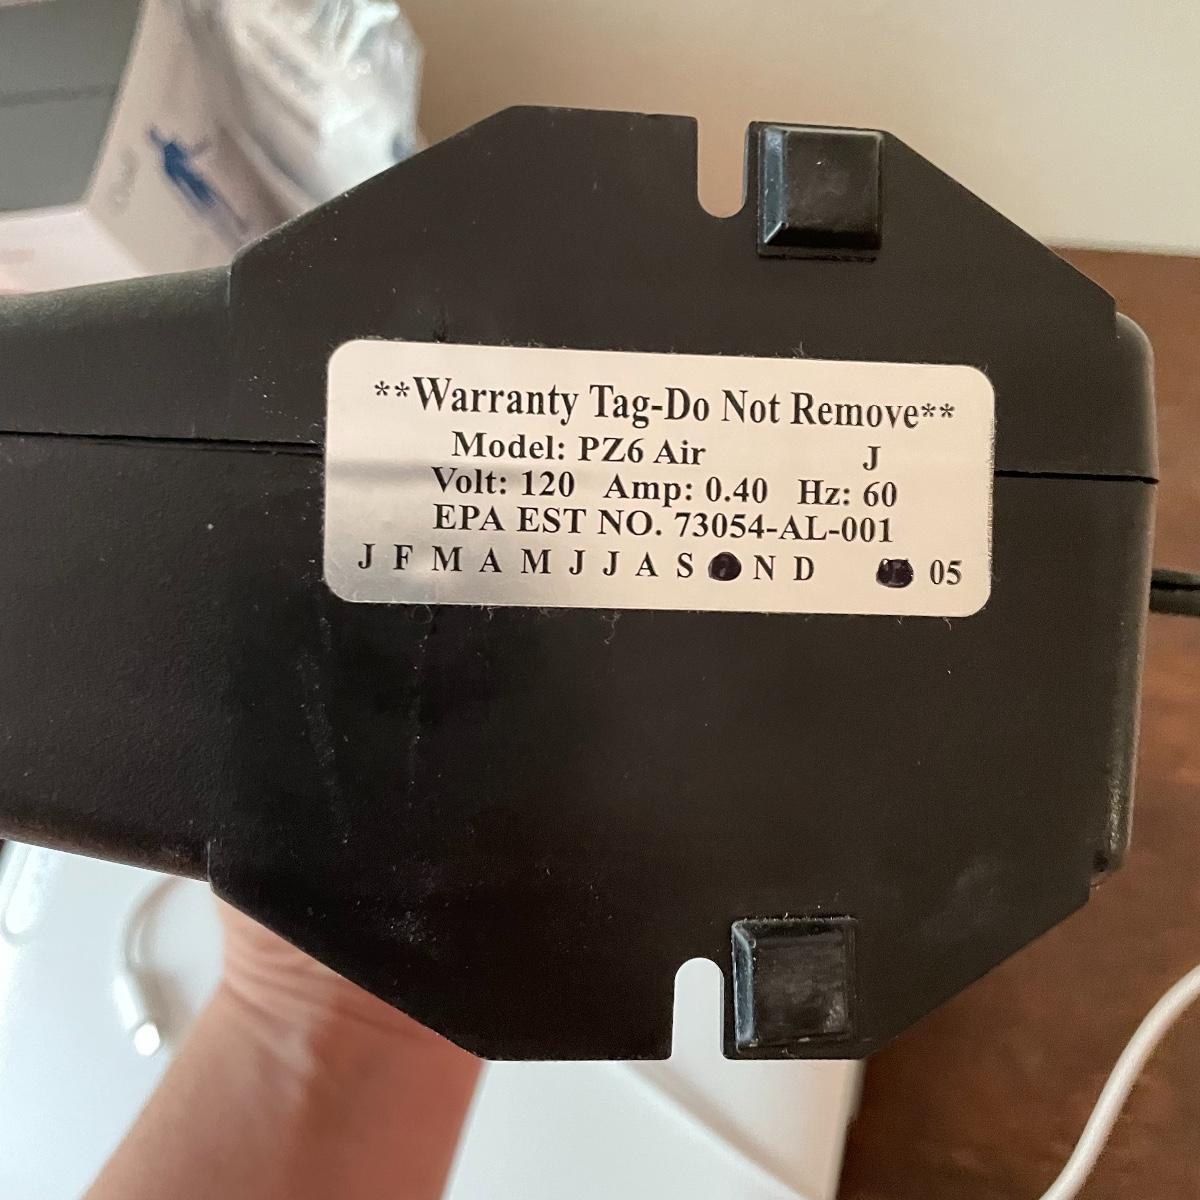 **Warranty Tag-Do Not Remove**
Model: PZ6 Air J
Volt: 120 Amp: 0.40 Hz: 60
EPA EST NO. 73054-AL-001
J F M A M J J A S N D 05